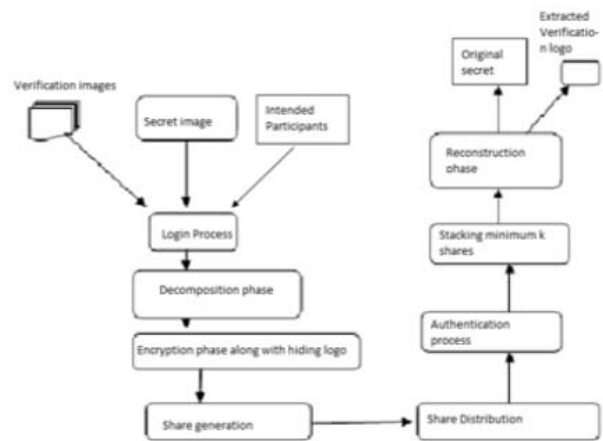 Verification images
Secret image
Intended
Participants
Login Process
Decomposition phase
Encryption phase along with hiding logo
Share generation
Share Distribution
Authentication
process
Stacking minimum k
shares
Reconstruction
ohase
Original
secret
Extracted
Verificatio-
n logo